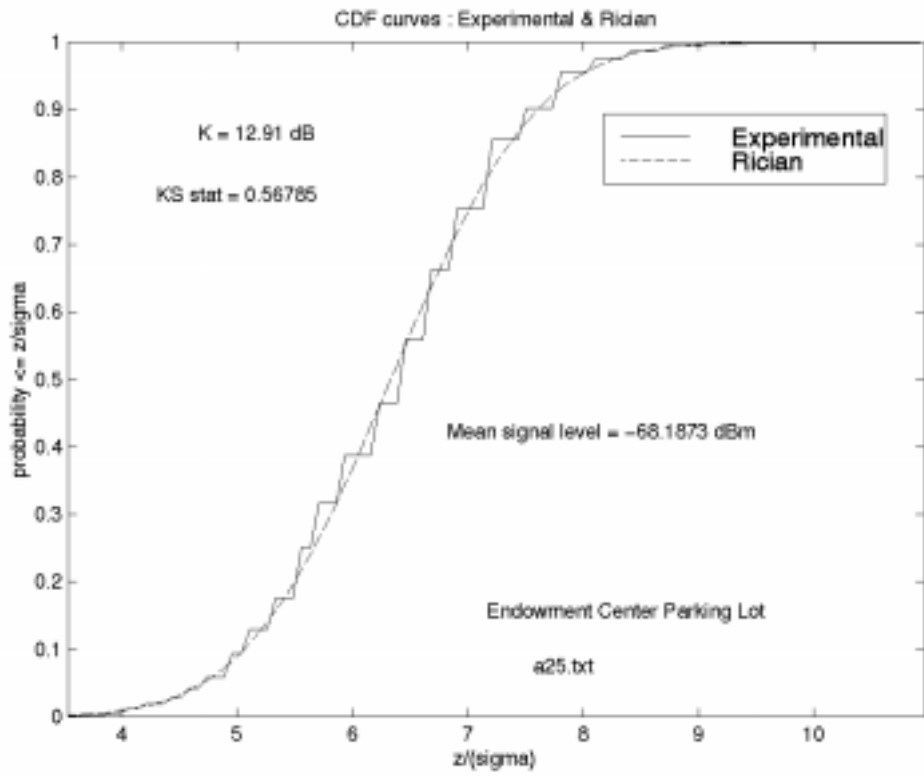 CDF curves : Experimental & Rician
1
0.9
0.8
0.7
0.6
0.5
0.4
0.3
0.2
0.1
0
probability <= z/sigma
K = 12.91 dB
KS stat = 0.56785
Experimental
Rician
Mean signal level = −68.1873 dBm
Endowment Center Parking Lot
a25.txt
4
5
6
7
8
9
10
z/(sigma)